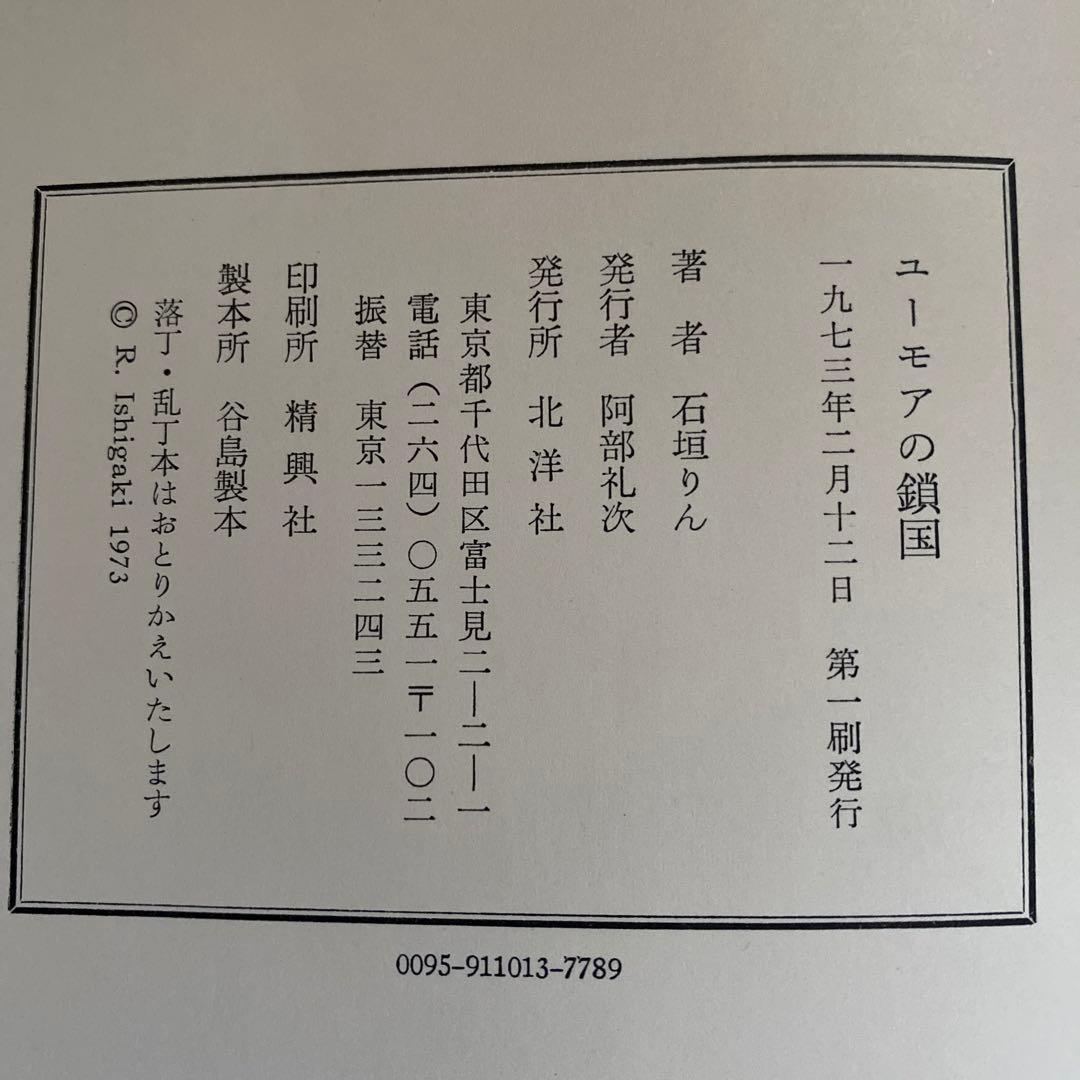 ユーモアの鎖国
一九七三年二月十二日 第一刷発行
著者 石垣りん
発行者 阿部礼次
発行所 北洋社
東京都千代田区富士見二―二―一
電話（二六四）〇五五一〒一〇二
振替 東京一三三二四三
印刷所 精興社
製本所 谷島製本
落丁・乱丁本はおとりかえいたします
© R. Ishigaki 1973
0095-911013-7789